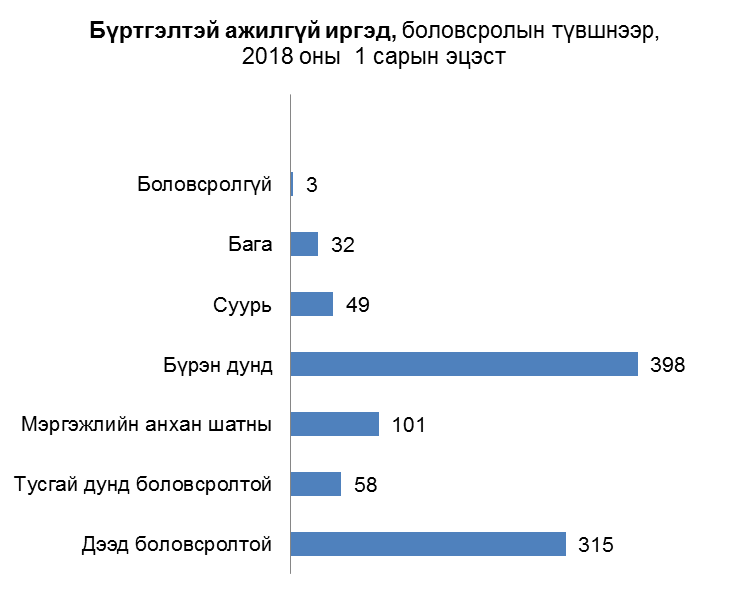 Бүртгэлтэй ажилгүй иргэд, боловсролын түвшнээр,
2018 оны 1 сарын эцэст
Боловсролгүй 3
Бага 32
Суурь 49
Бүрэн дунд 398
Мэргэжлийн анхан шатны 101
Тусгай дунд боловсролтой 58
Дээд боловсролтой 315